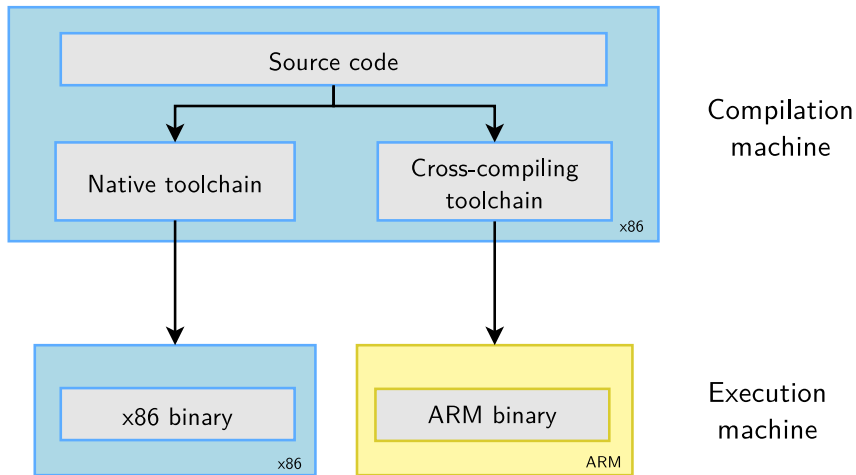 Source code
Compilation
machine
Native toolchain
Cross-compiling
toolchain
x86
x86 binary
x86
ARM binary
ARM
Execution
machine